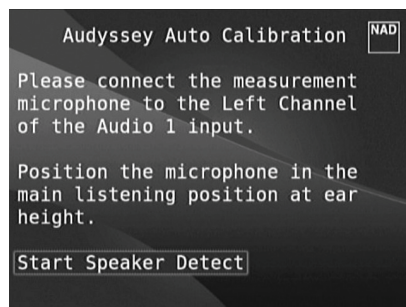 Audyssey Auto Calibration
NAD
Please connect the measurement
microphone to the Left Channel
of the Audio 1 input.
Position the microphone in the
main listening position at ear
height.
Start Speaker Detect